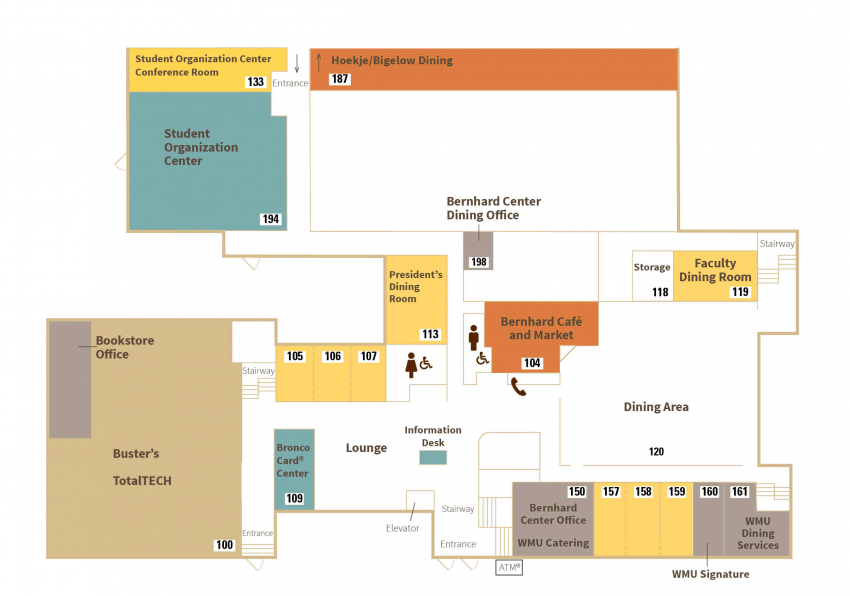 Student Organization Center
Conference Room
133
Entrance
Hoekje/Bigelow Dining
187
Student
Organization
Center
194
Bernhard Center
Dining Office
198
Stairway
Storage
118
Faculty
Dining Room
119
President's
Dining
Room
113
Bernhard Café
and Market
104
Bookstore
Office
Stairway
105
106
107
Dining Area
120
Buster's
TotalTECH
100
Entrance
Bronco
Card®
Center
109
Lounge
Information
Desk
Elevator
Stairway
Entrance
ATM®
150
Bernhard
Center Office
WMU Catering
157
158
159
160
161
WMU
Dining
Services
WMU Signature